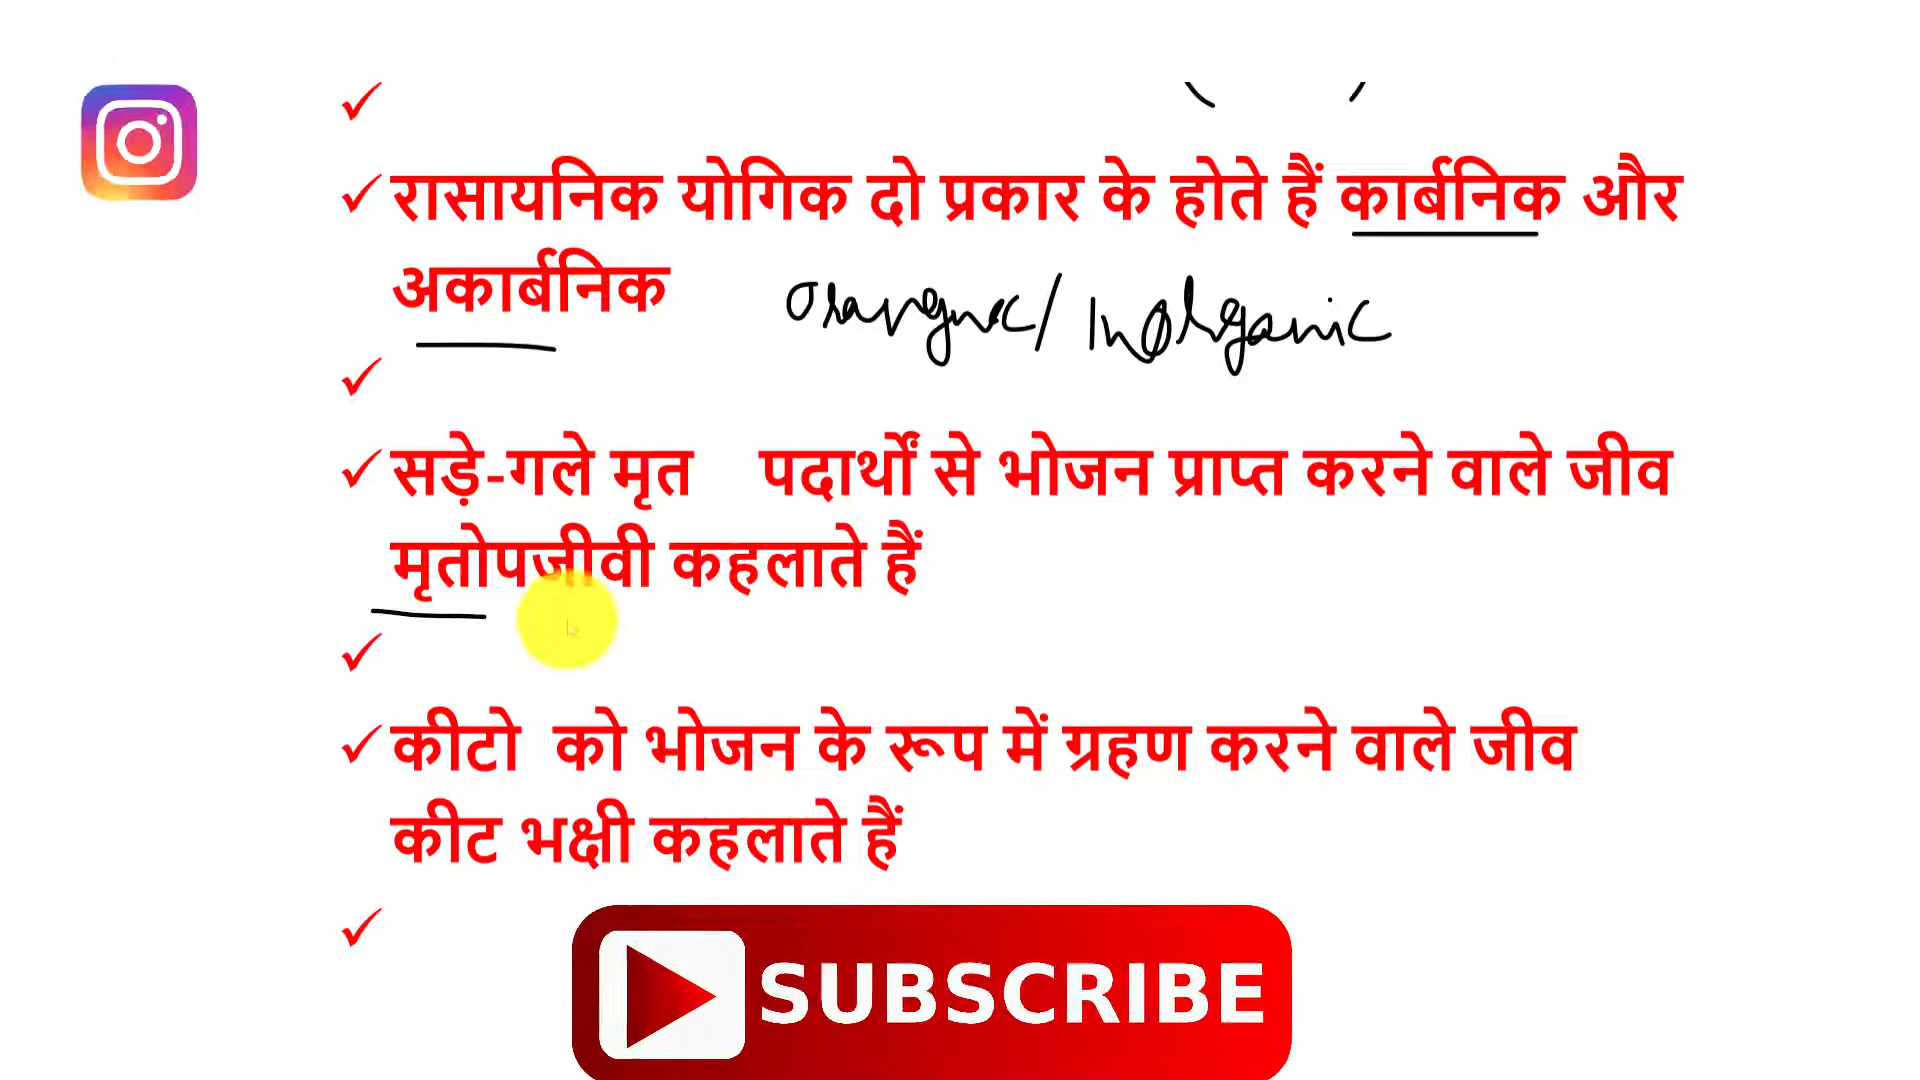 रासायनिक योगिक दो प्रकार के होते हैं कार्बनिक और
अकार्बनिक
/ Inorganic
सड़े-गले मृत पदार्थों से भोजन प्राप्त करने वाले जीव
मृतोपजीवी कहलाते हैं
कीटो को भोजन के रूप में ग्रहण करने वाले जीव
कीट भक्षी कहलाते हैं
SUBSCRIBE